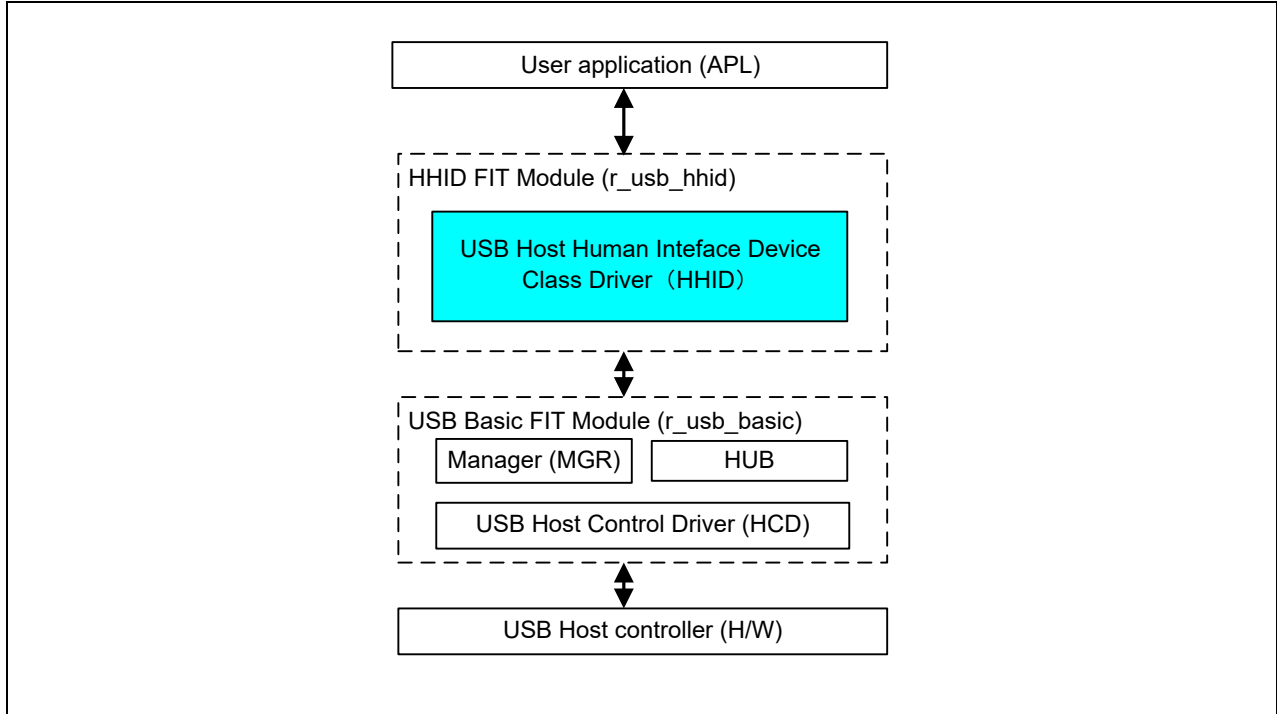 User application (APL)
HHID FIT Module (r_usb_hhid)
USB Host Human Inteface Device
Class Driver（HHID）
USB Basic FIT Module (r_usb_basic)
Manager (MGR)
HUB
USB Host Control Driver (HCD)
USB Host controller (H/W)